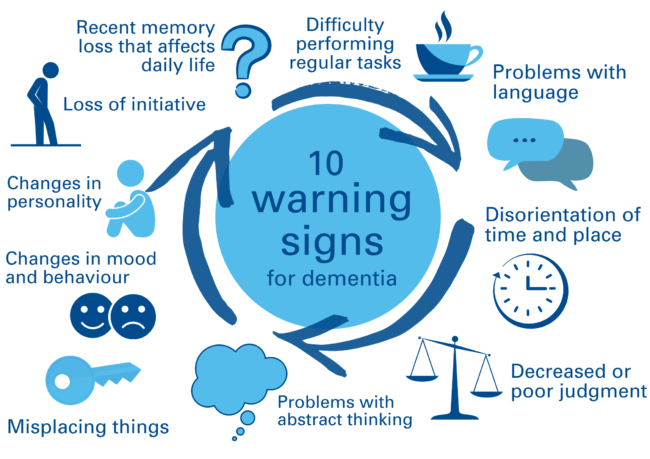 10
warning
signs
for dementia
Recent memory
loss that affects
daily life
Difficulty
performing
regular tasks
Problems with
language
Disorientation of
time and place
Decreased or
poor judgment
Problems with
abstract thinking
Misplacing things
Changes in mood
and behaviour
Changes in
personality
Loss of initiative